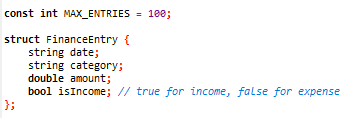 const int MAX_ENTRIES = 100;
struct FinanceEntry {
string date;
string category;
double amount;
bool isIncome; // true for income, false for expense
};